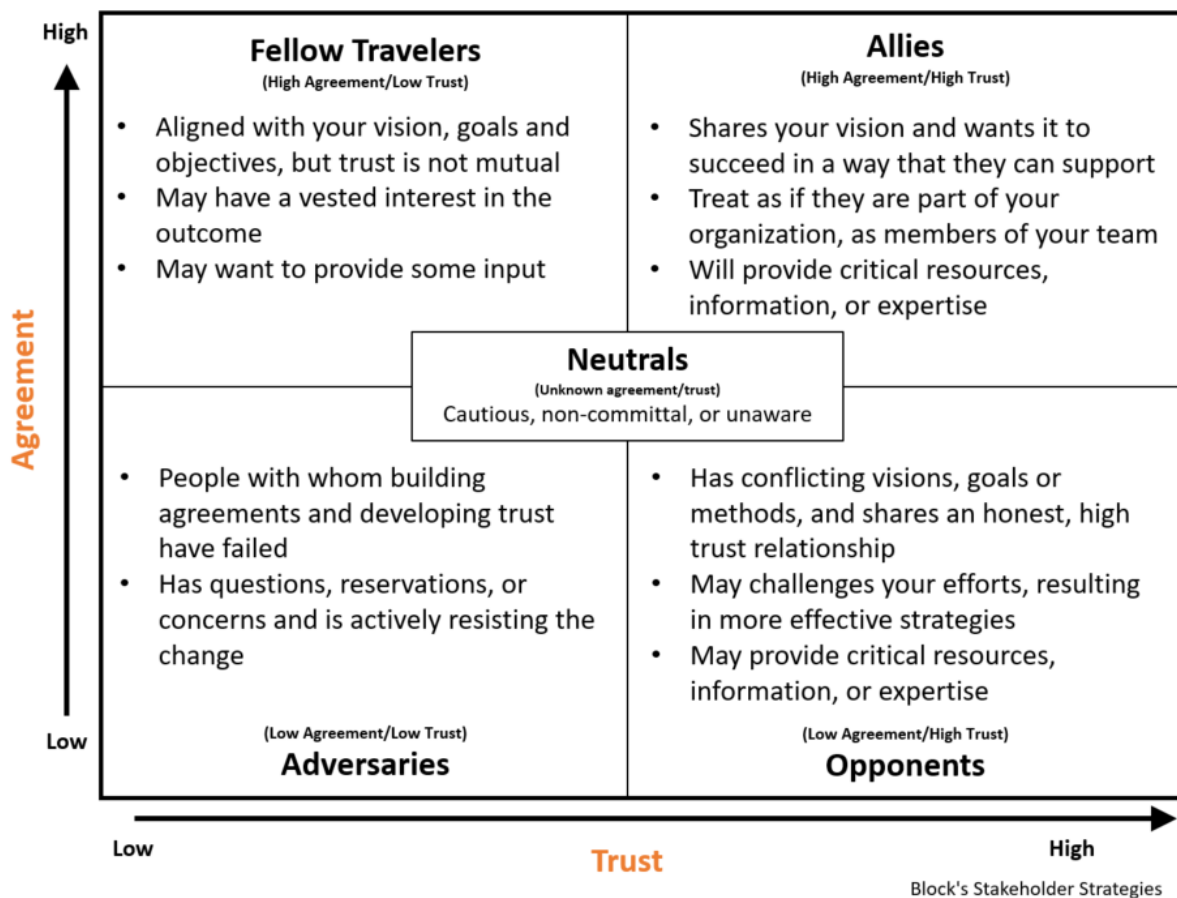 High
Agreement
Low
Fellow Travelers
(High Agreement/Low Trust)
• Aligned with your vision, goals and
objectives, but trust is not mutual
• May have a vested interest in the
outcome
• May want to provide some input
Allies
(High Agreement/High Trust)
• Shares your vision and wants it to
succeed in a way that they can support
• Treat as if they are part of your
organization, as members of your team
• Will provide critical resources,
information, or expertise
Neutrals
(Unknown agreement/trust)
Cautious, non-committal, or unaware
• People with whom building
agreements and developing trust
have failed
• Has questions, reservations, or
concerns and is actively resisting the
change
(Low Agreement/Low Trust)
Adversaries
• Has conflicting visions, goals or
methods, and shares an honest, high
trust relationship
• May challenges your efforts, resulting
in more effective strategies
• May provide critical resources,
information, or expertise
(Low Agreement/High Trust)
Opponents
Low
Trust
High
Block's Stakeholder Strategies